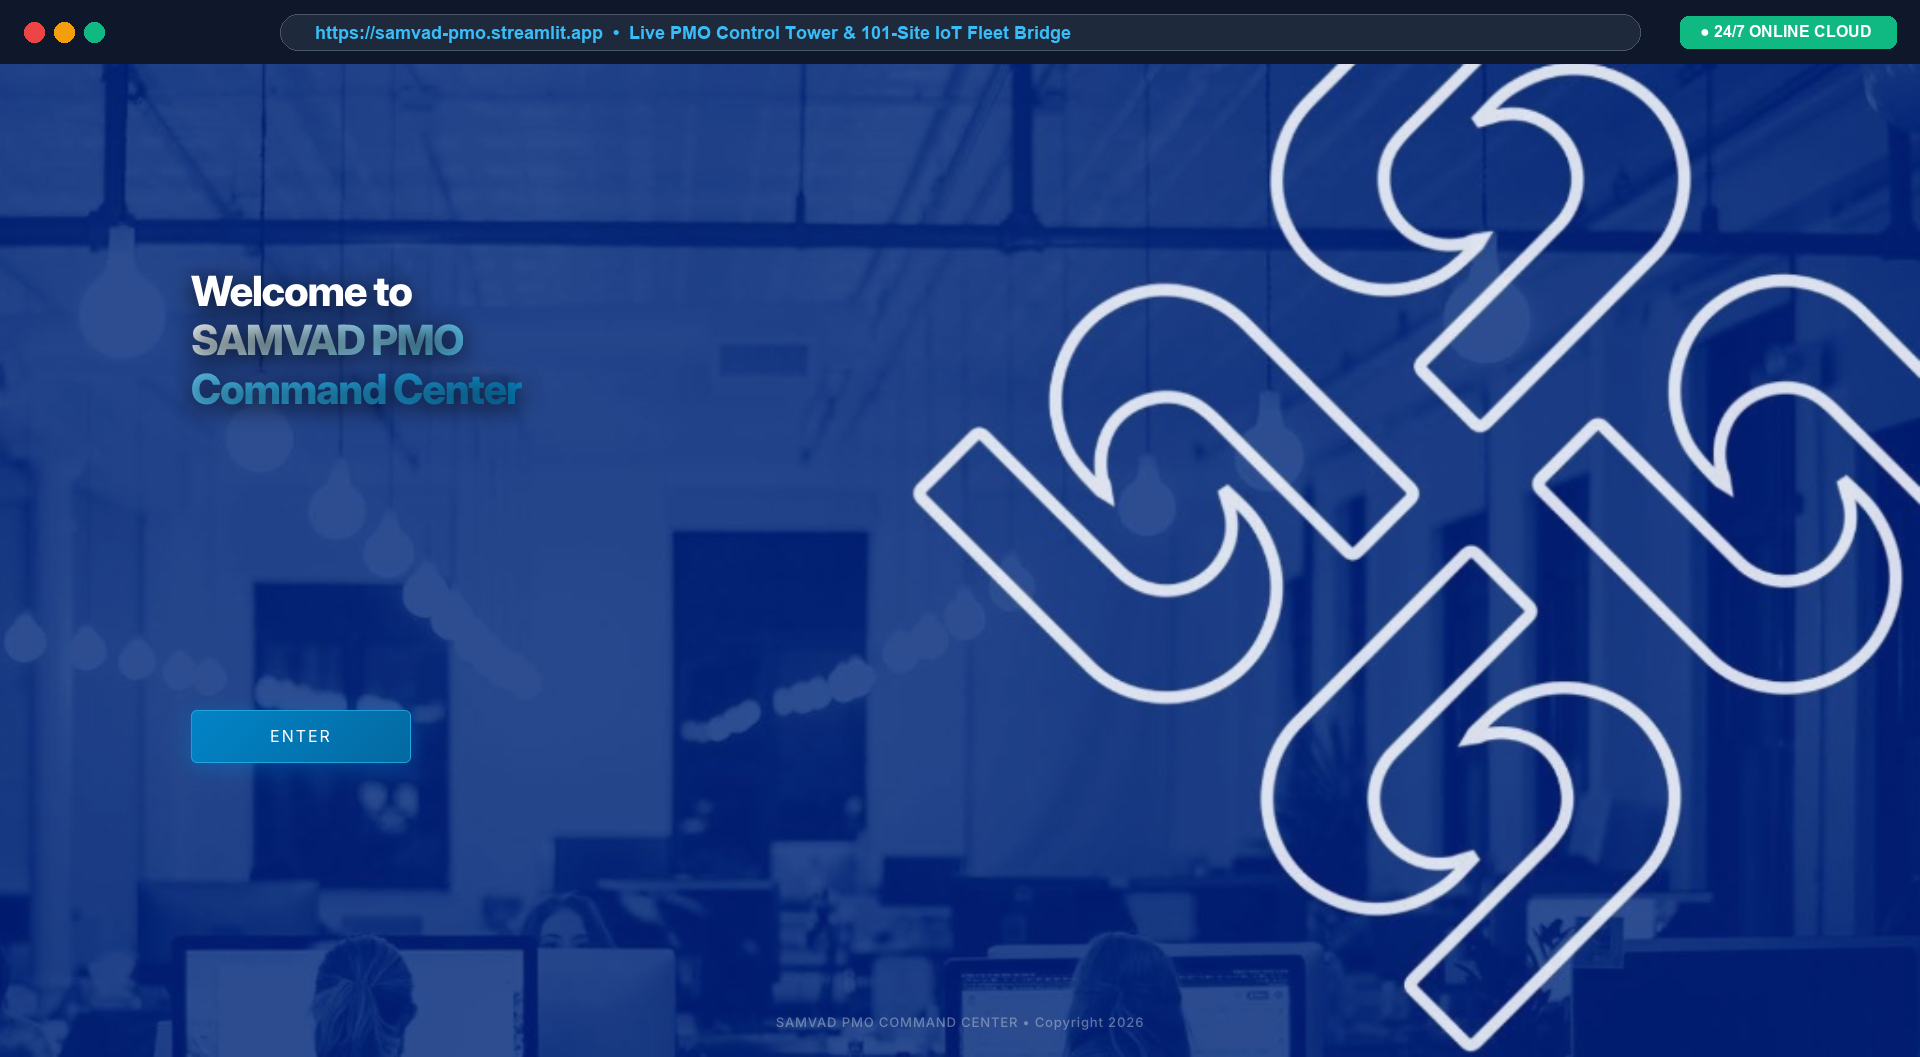 https://samvad-pmo.streamlit.app • Live PMO Control Tower & 101-Site IoT Fleet Bridge
● 24/7 ONLINE CLOUD
Welcome to
SAMVAD PMO
Command Center
ENTER
SAMVAD PMO COMMAND CENTER • Copyright 2026